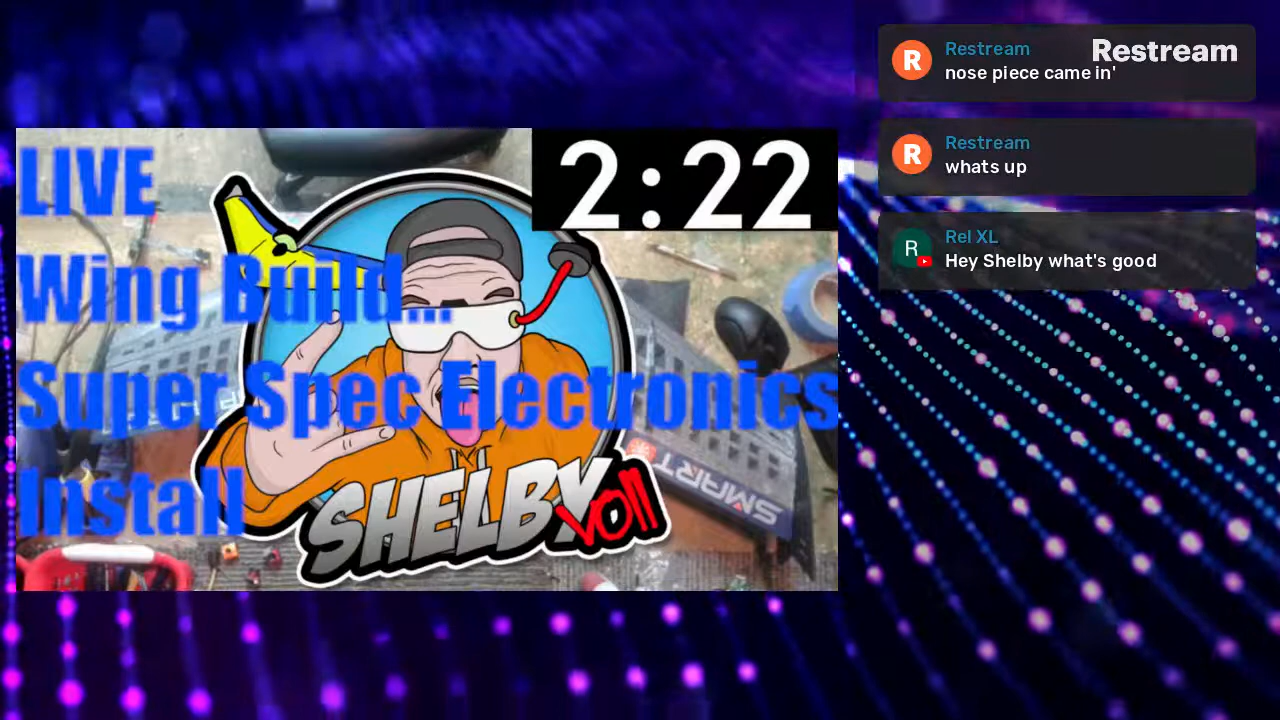 LIVE
Wing Build...
Super Spec Electronics
Install
2:22
SHELBY
Voll
SMART
Restream
R
Restream
nose piece came in'
R
Restream
whats up
R
Rel XL
Hey Shelby what's good